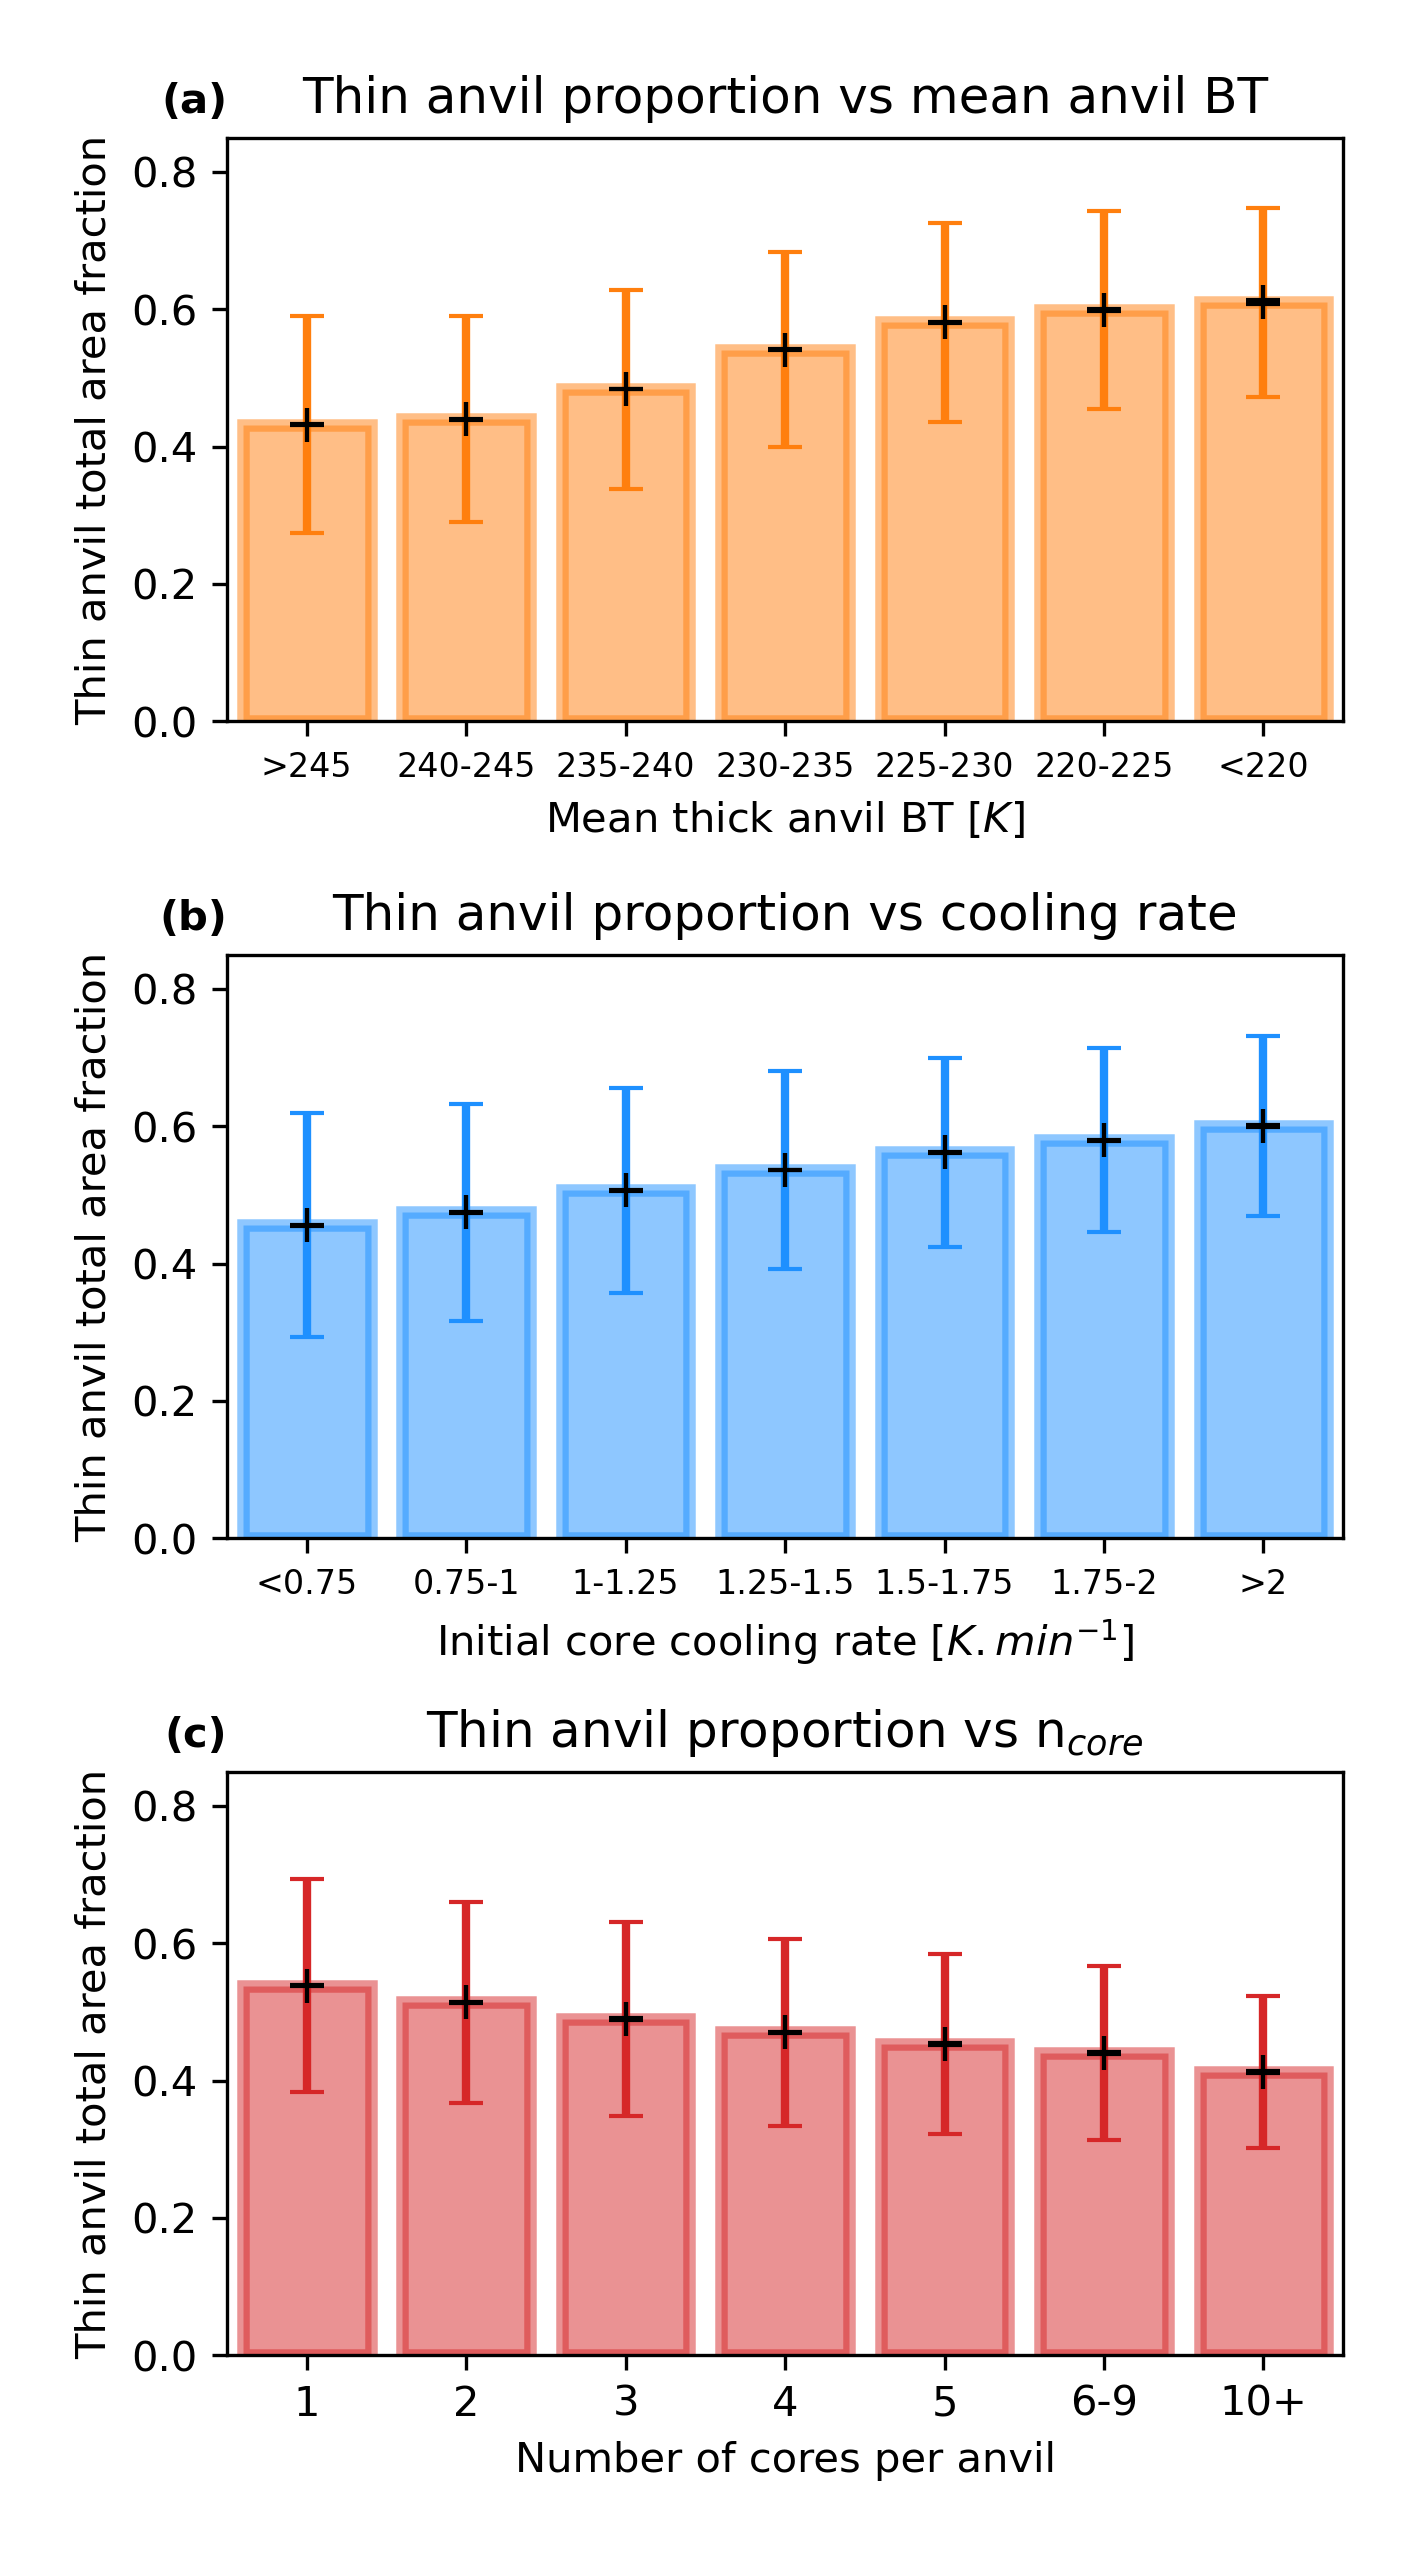 (a) Thin anvil proportion vs mean anvil BT
Thin anvil total area fraction
0.8
0.6
0.4
0.2
0.0
>245 240-245 235-240 230-235 225-230 220-225 <220
Mean thick anvil BT [K]
(b) Thin anvil proportion vs cooling rate
Thin anvil total area fraction
0.8
0.6
0.4
0.2
0.0
<0.75 0.75-1 1-1.25 1.25-1.5 1.5-1.75 1.75-2 >2
Initial core cooling rate [K.min⁻¹]
(c) Thin anvil proportion vs n_core
Thin anvil total area fraction
0.8
0.6
0.4
0.2
0.0
1 2 3 4 5 6-9 10+
Number of cores per anvil